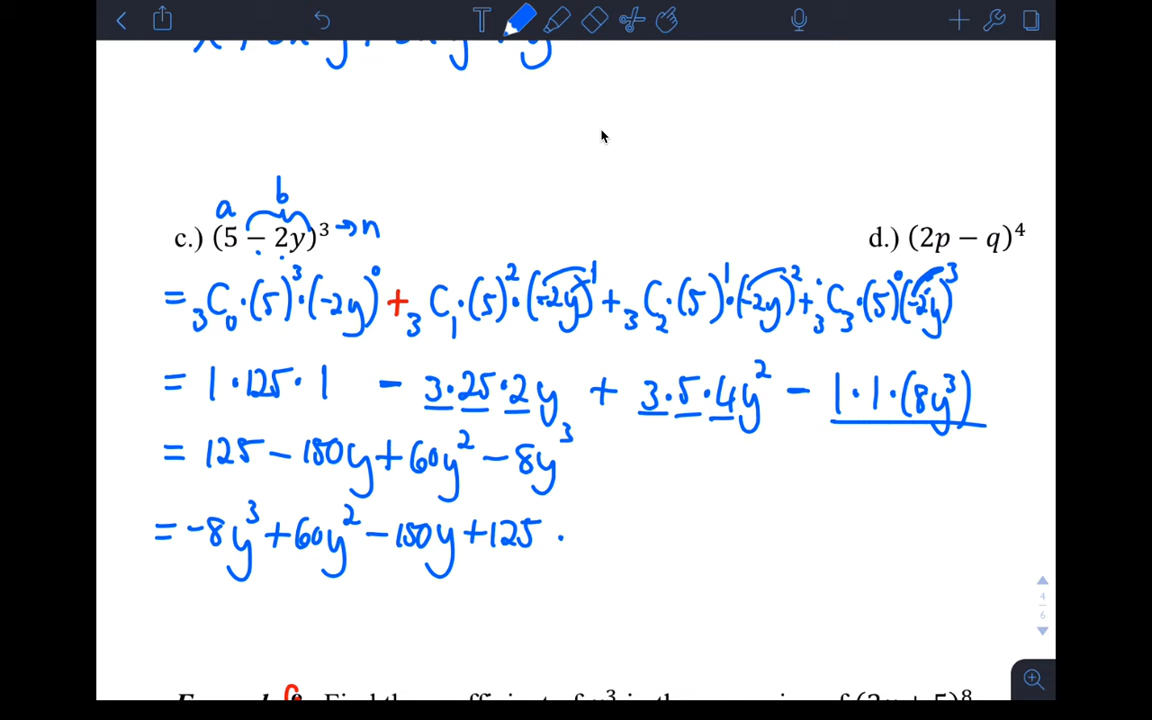 a b
c.) (5 − 2y)³ → n
d.) (2p − q)⁴
= ₃C₀·(5)³·(-2y)⁰ + ₃C₁·(5)²·(-2y)¹ + ₃C₂·(5)¹·(-2y)² + ₃C₃·(5)⁰(-2y)³
= 1·125·1 − 3·25·2y + 3·5·4y² − 1·1·(8y³)
= 125 − 150y + 60y² − 8y³
= -8y³ + 60y² − 150y + 125 .
4
6